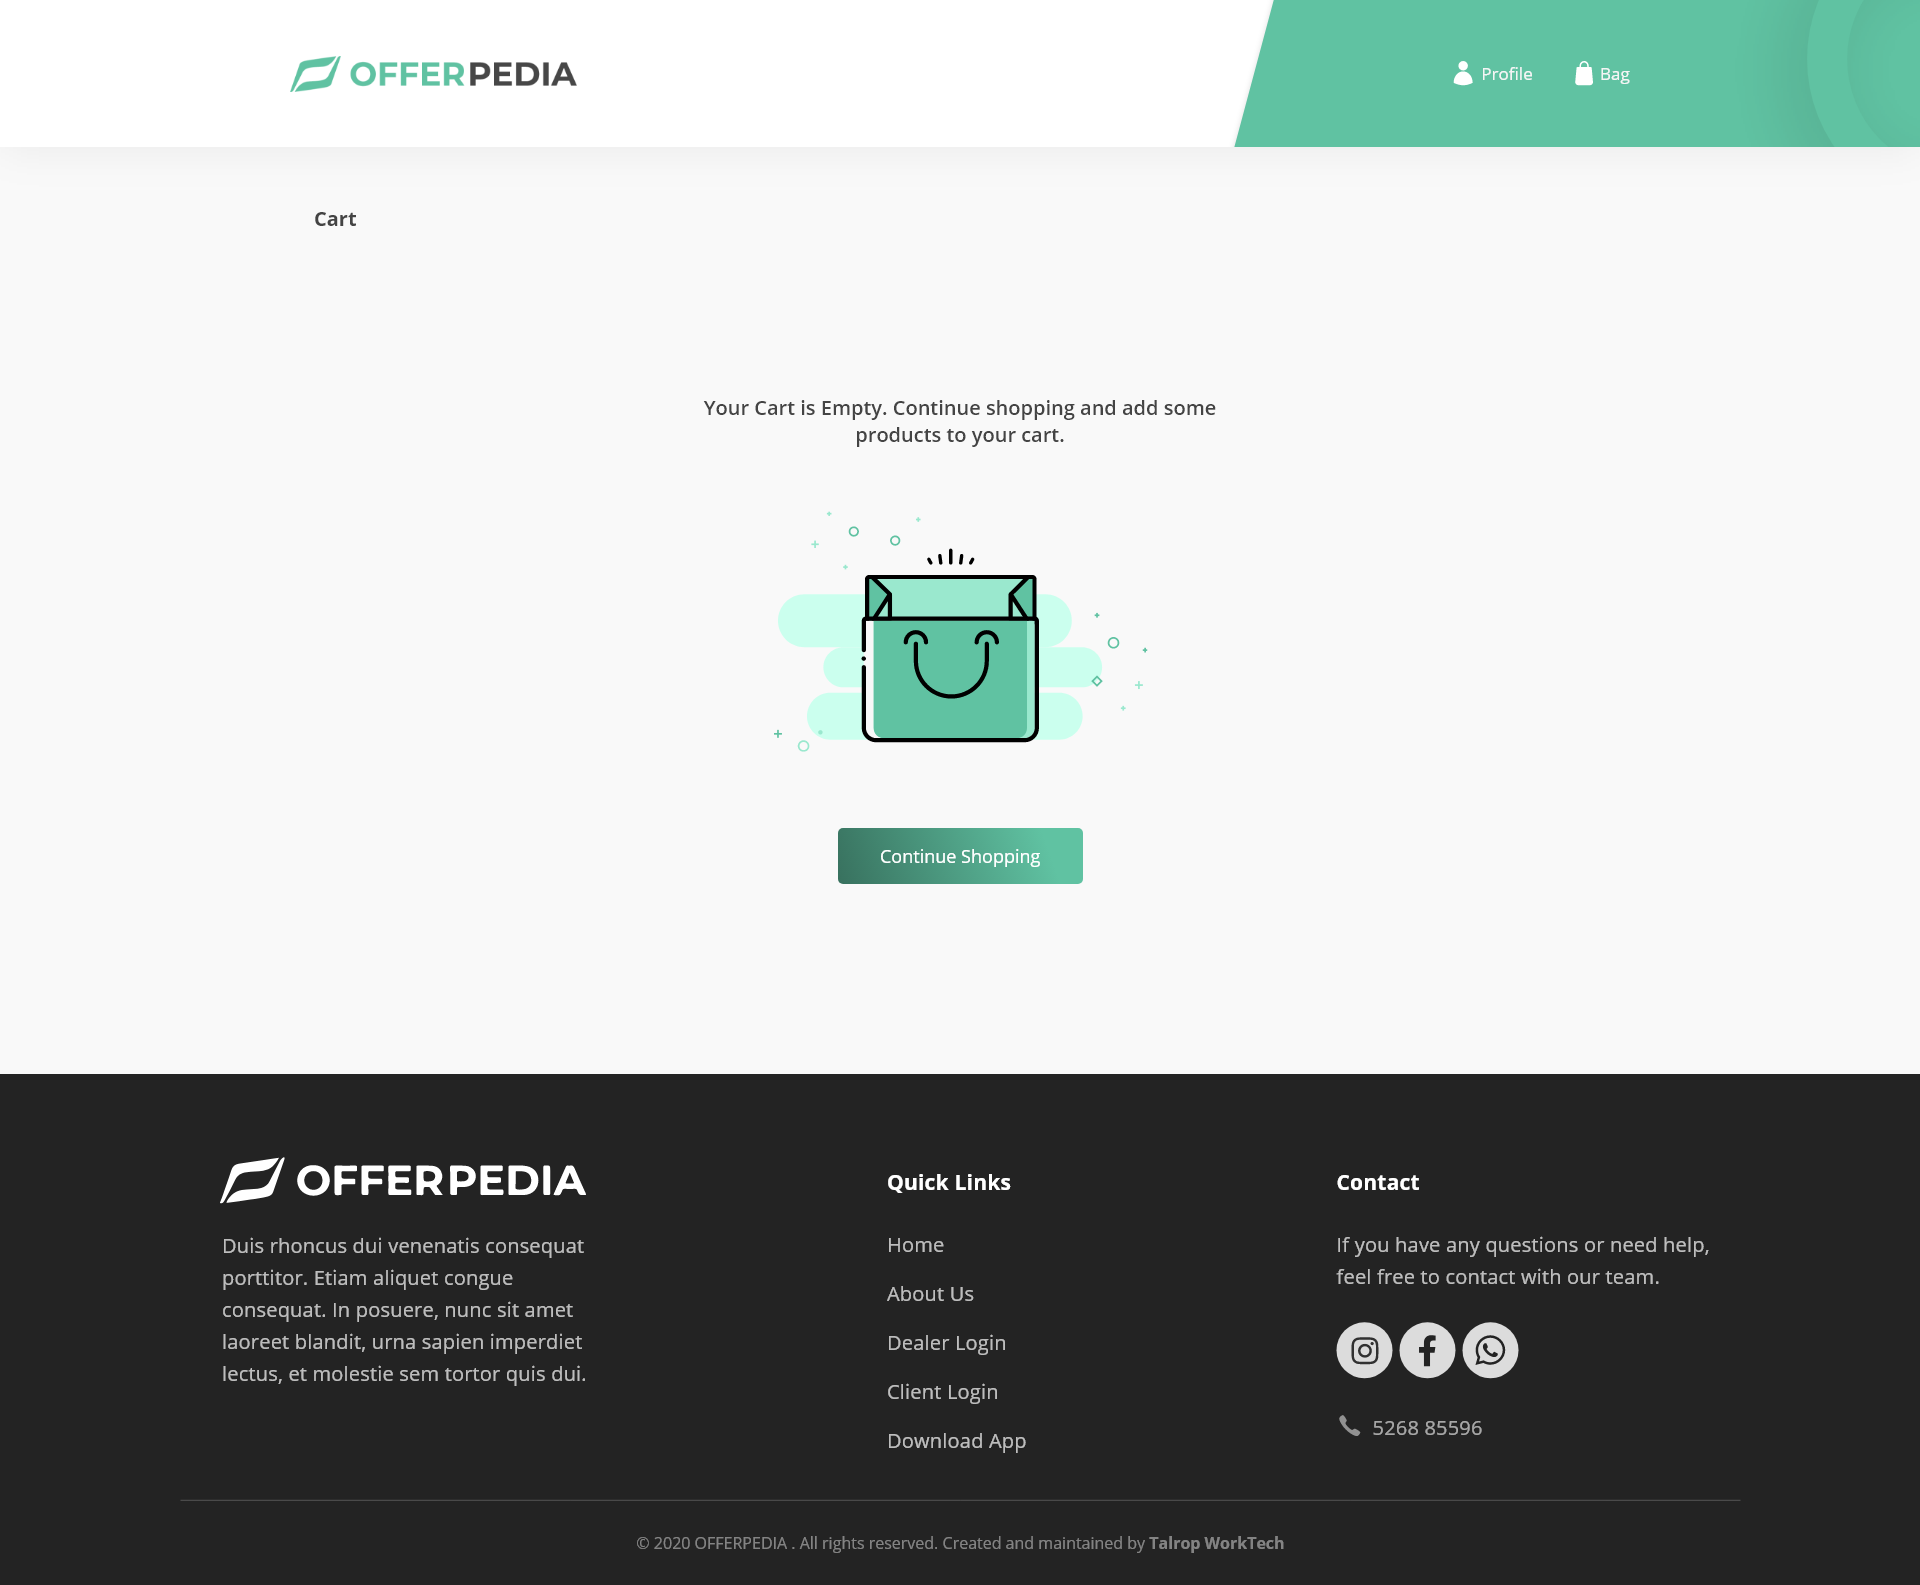 OFFERPEDIA
Profile
Bag
Cart
Your Cart is Empty. Continue shopping and add some
products to your cart.
Continue Shopping
OFFERPEDIA
Duis rhoncus dui venenatis consequat
porttitor. Etiam aliquet congue
consequat. In posuere, nunc sit amet
laoreet blandit, urna sapien imperdiet
lectus, et molestie sem tortor quis dui.
Quick Links
Home
About Us
Dealer Login
Client Login
Download App
Contact
If you have any questions or need help,
feel free to contact with our team.
5268 85596
© 2020 OFFERPEDIA . All rights reserved. Created and maintained by Talrop WorkTech